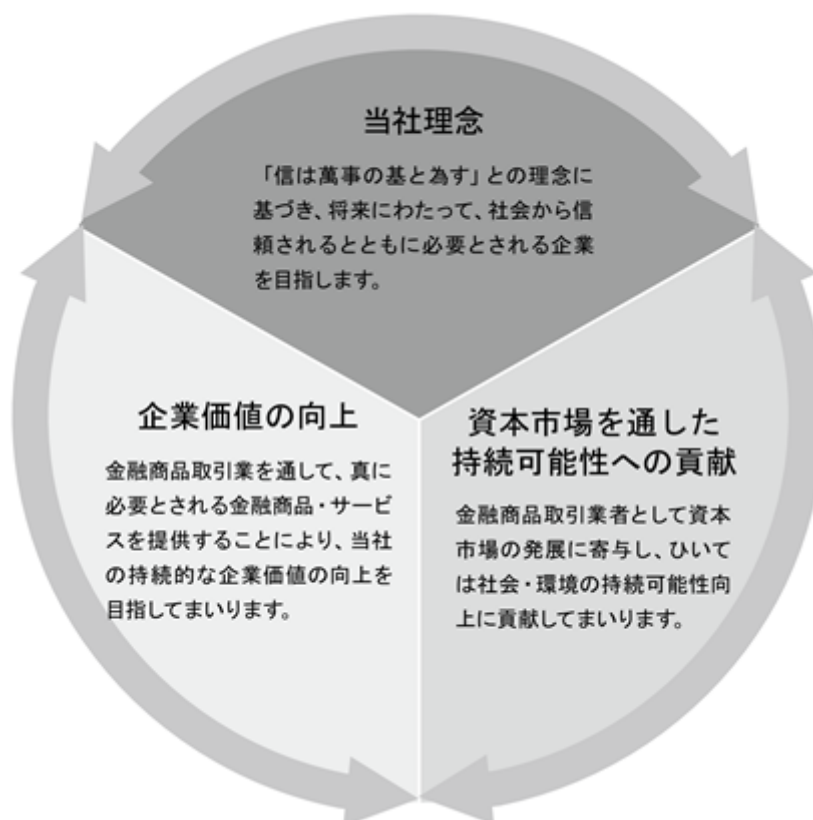 当社理念
「信は萬事の基と為す」との理念に
基づき、将来にわたって、社会から信
頼されるとともに必要とされる企業
を目指します。
企業価値の向上
金融商品取引業を通して、真に
必要とされる金融商品・サービ
スを提供することにより、当社
の持続的な企業価値の向上を
目指してまいります。
資本市場を通した
持続可能性への貢献
金融商品取引業者として資本
市場の発展に寄与し、ひいて
は社会・環境の持続可能性向
上に貢献してまいります。